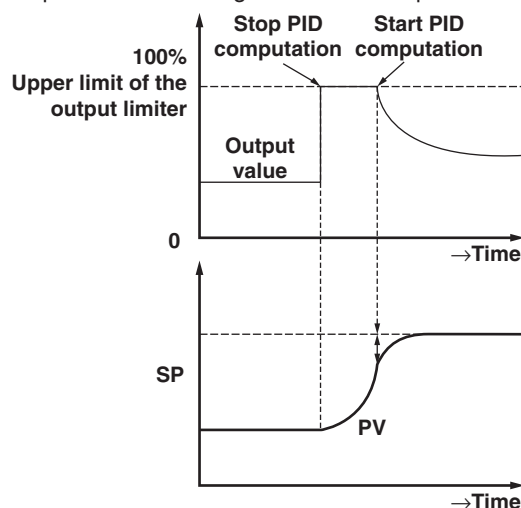 Stop PID
computation
Start PID
computation
100%
Upper limit of the
output limiter
Output
value
0
→Time
SP
PV
→Time